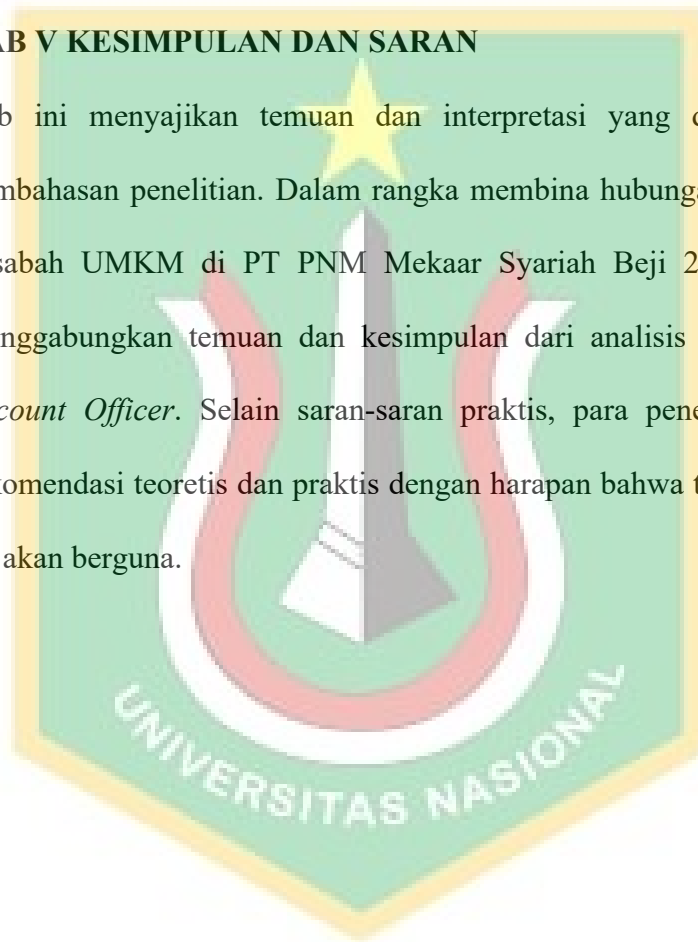 AB V KESIMPULAN DAN SARAN
b ini menyajikan temuan dan interpretasi yang d
mbahasan penelitian. Dalam rangka membina hubunga
sabah UMKM di PT PNM Mekaar Syariah Beji 2
nggabungkan temuan dan kesimpulan dari analisis
count Officer. Selain saran-saran praktis, para pene
komendasi teoretis dan praktis dengan harapan bahwa t
akan berguna.
UNIVERSITAS NASIONAL